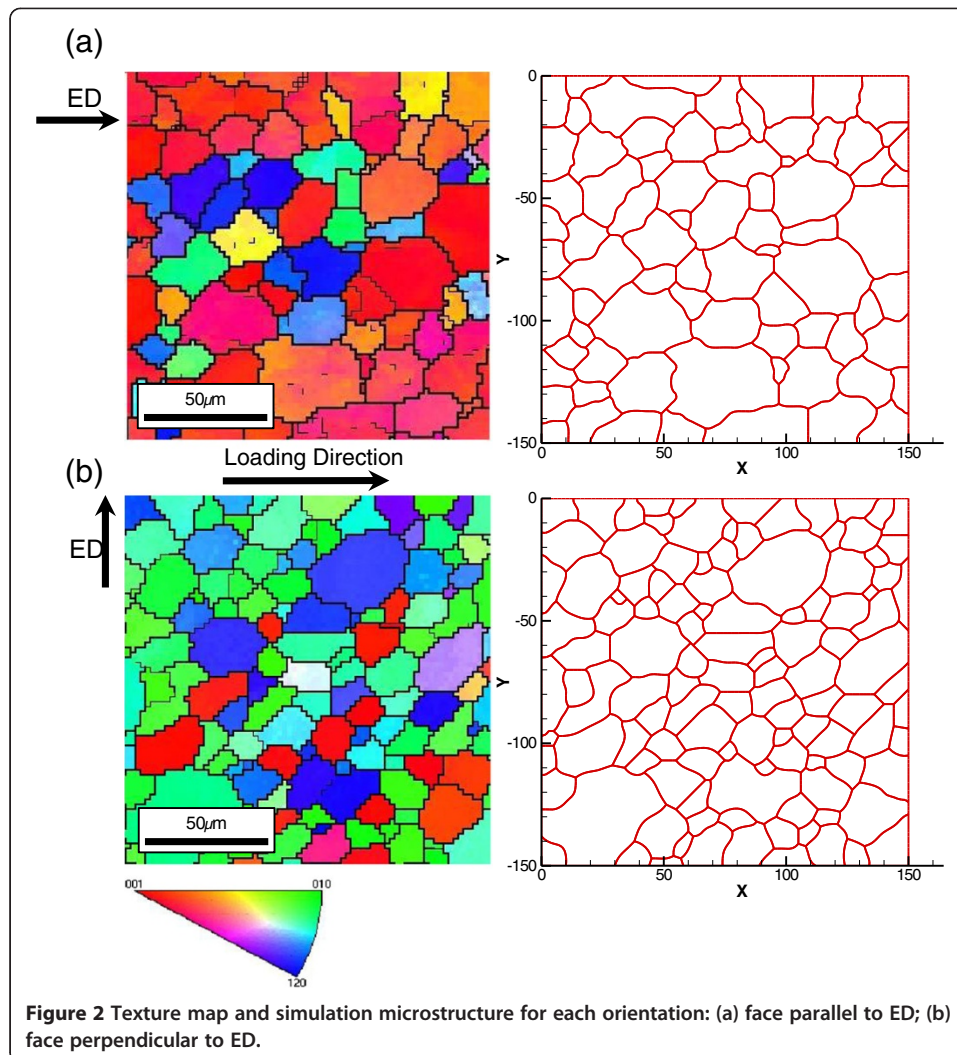 (a)
ED
50µm
0
-50
Y
-100
-150
0 50 100 150
X
Loading Direction
(b)
ED
50µm
0
-50
Y
-100
-150
0 50 100 150
X
001 010
120
Figure 2 Texture map and simulation microstructure for each orientation: (a) face parallel to ED; (b)
face perpendicular to ED.